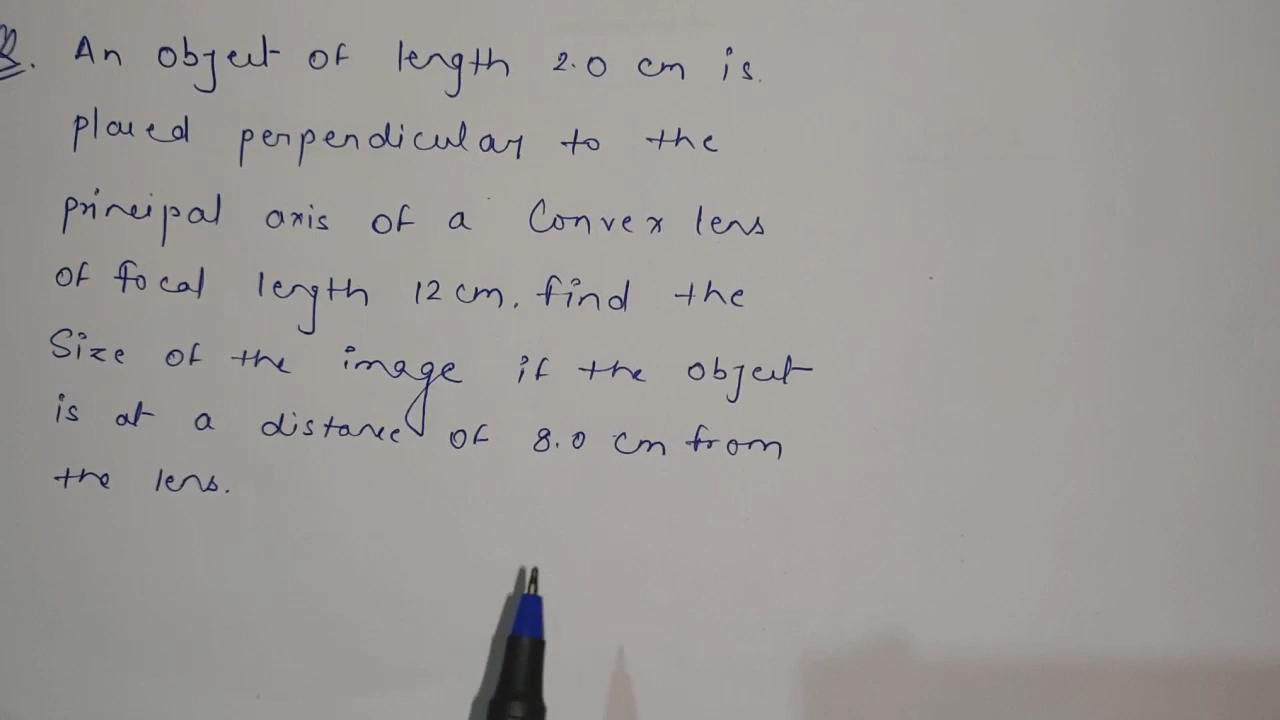 Q. An object of length 2.0 cm is.
placed perpendicular to the
principal axis of a Convex lens
of focal length 12 cm. find the
Size of the image if the object
is at a distance of 8.0 cm from
the lens.